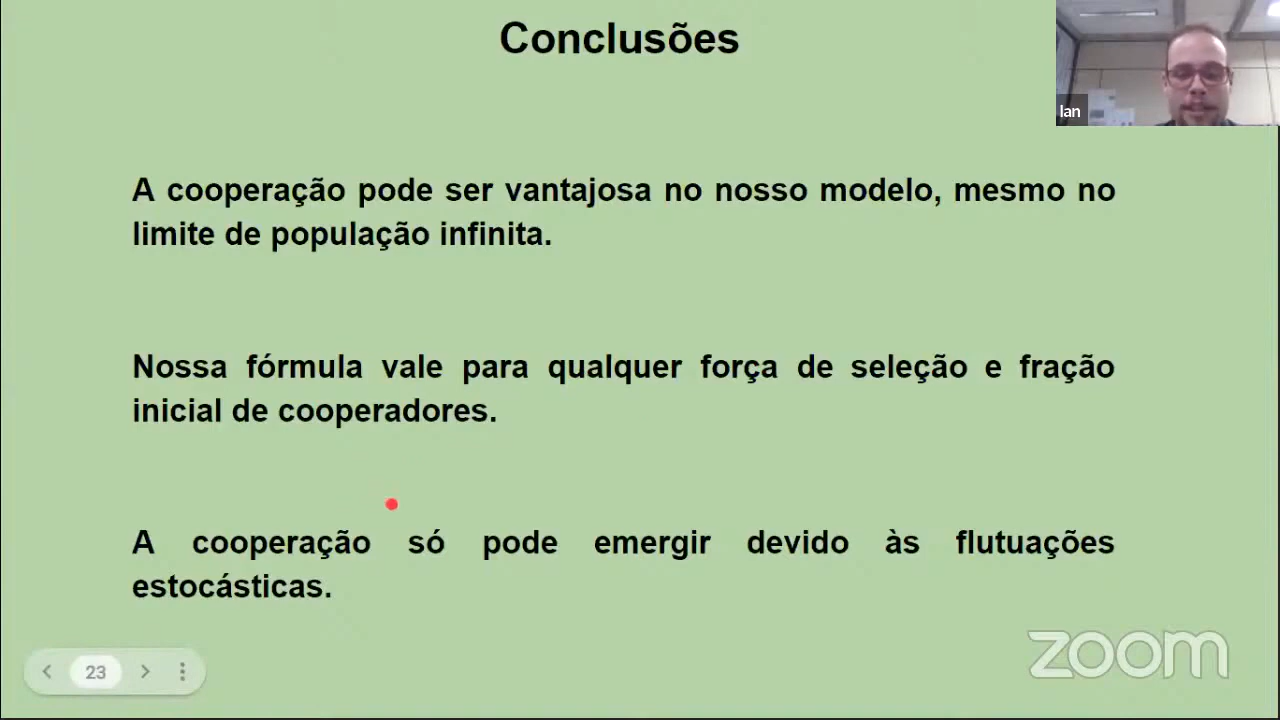 Conclusões
Ian
A cooperação pode ser vantajosa no nosso modelo, mesmo no
limite de população infinita.
Nossa fórmula vale para qualquer força de seleção e fração
inicial de cooperadores.
A cooperação só pode emergir devido às flutuações
estocásticas.
23
zoom